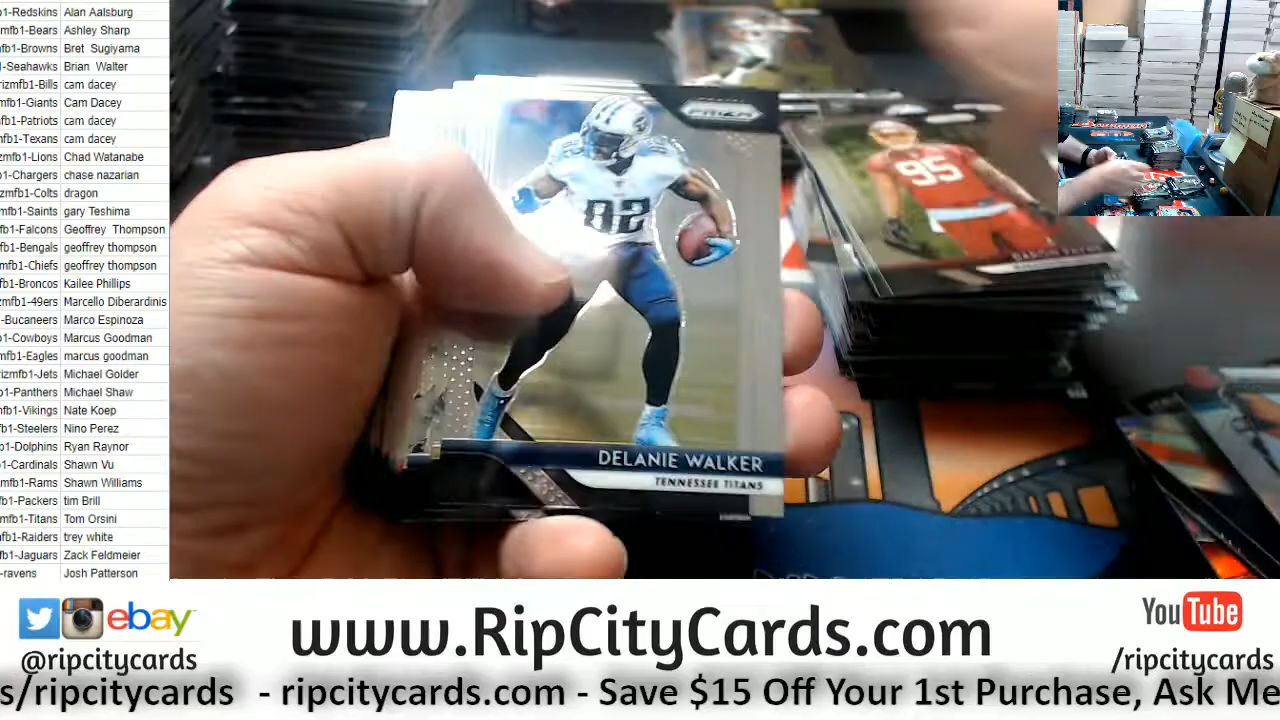 b1-Redskins Alan Aalsburg
mfb1-Bears Ashley Sharp
mfb1-Browns Bret Sugiyama
1-Seahawks Brian Walter
rizmfb1-Bills cam dacey
mfb1-Giants Cam Dacey
fb1-Patriots cam dacey
mfb1-Texans cam dacey
zmfb1-Lions Chad Watanabe
b1-Chargers chase nazarian
zmfb1-Colts dragon
mfb1-Saints gary Teshima
fb1-Falcons Geoffrey Thompson
fb1-Bengals geoffrey thompson
mfb1-Chiefs geoffrey thompson
fb1-Broncos Kailee Phillips
zmfb1-49ers Marcello Diberardinis
-Bucaneers Marco Espinoza
b1-Cowboys Marcus Goodman
mfb1-Eagles marcus goodman
rizmfb1-Jets Michael Golder
1-Panthers Michael Shaw
fb1-Vikings Nate Koep
b1-Steelers Nino Perez
1-Dolphins Ryan Raynor
1-Cardinals Shawn Vu
mfb1-Rams Shawn Williams
b1-Packers tim Brill
mfb1-Titans Tom Orsini
fb1-Raiders trey white
b1-Jaguars Zack Feldmeier
-ravens Josh Patterson
PRIZM
82
95
DELANIE WALKER
TENNESSEE TITANS
ebay
@ripcitycards
www.RipCityCards.com
YouTube
/ripcitycards
s/ripcitycards - ripcitycards.com - Save $15 Off Your 1st Purchase, Ask Me